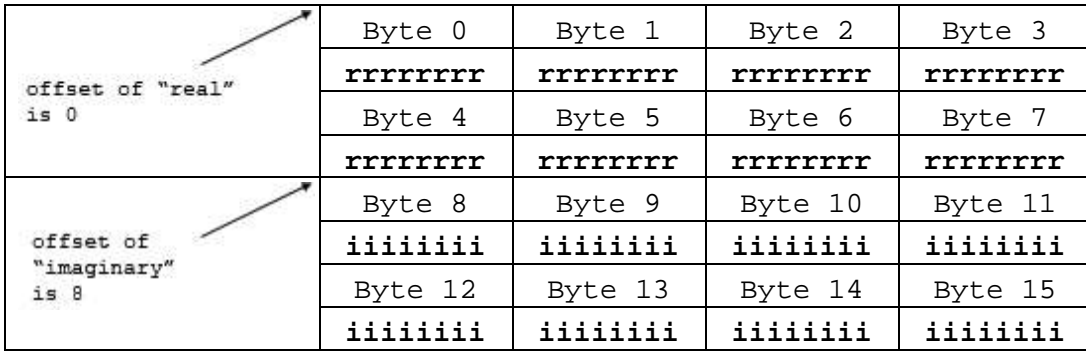 Byte 0 Byte 1 Byte 2 Byte 3
rrrrrrrr rrrrrrrr rrrrrrrr rrrrrrrr
offset of "real"
is 0
Byte 4 Byte 5 Byte 6 Byte 7
rrrrrrrr rrrrrrrr rrrrrrrr rrrrrrrr
Byte 8 Byte 9 Byte 10 Byte 11
iiiiiiii iiiiiiii iiiiiiii iiiiiiii
offset of
"imaginary"
is 8
Byte 12 Byte 13 Byte 14 Byte 15
iiiiiiii iiiiiiii iiiiiiii iiiiiiii